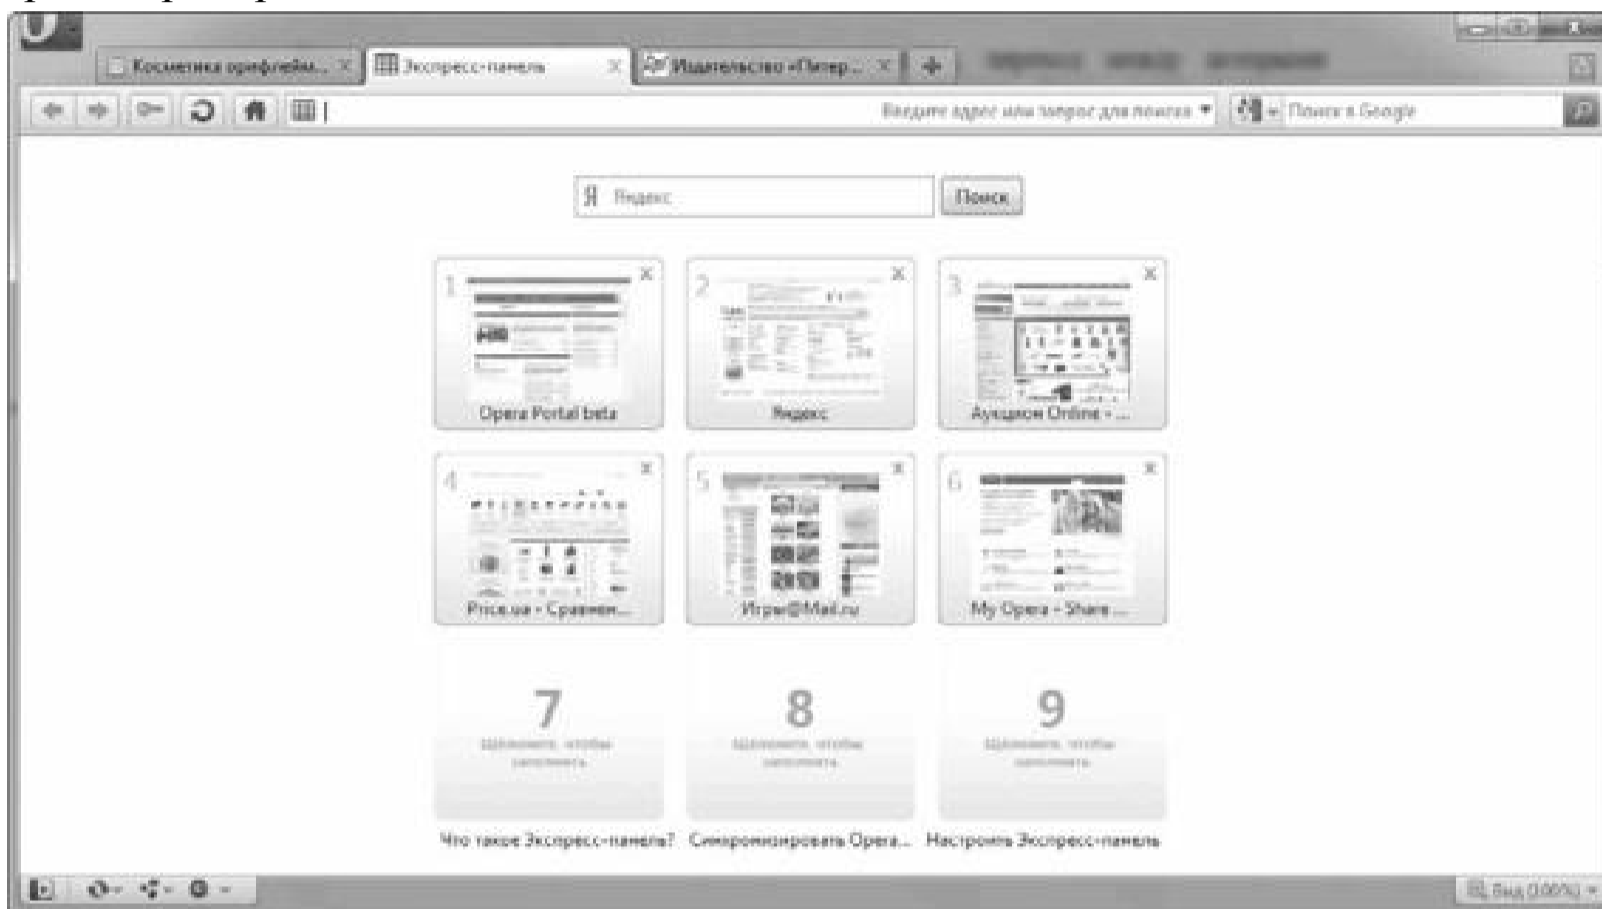 Косметика орифлейм... Экспресс-панель Издательство «Питер...
Введите адрес или запрос для поиска Поиск в Google
Я Яндекс Поиск
1 2 3
Opera Portal beta Яндекс Аукцион Online - ...
4 5 6
Price.ua - Сравнен... Игры@Mail.ru My Opera - Share ...
7 8 9
Щелкните, чтобы Щелкните, чтобы Щелкните, чтобы
заполнить заполнить заполнить
Что такое Экспресс-панель? Синхронизировать Opera... Настроить Экспресс-панель
Вид (100%)